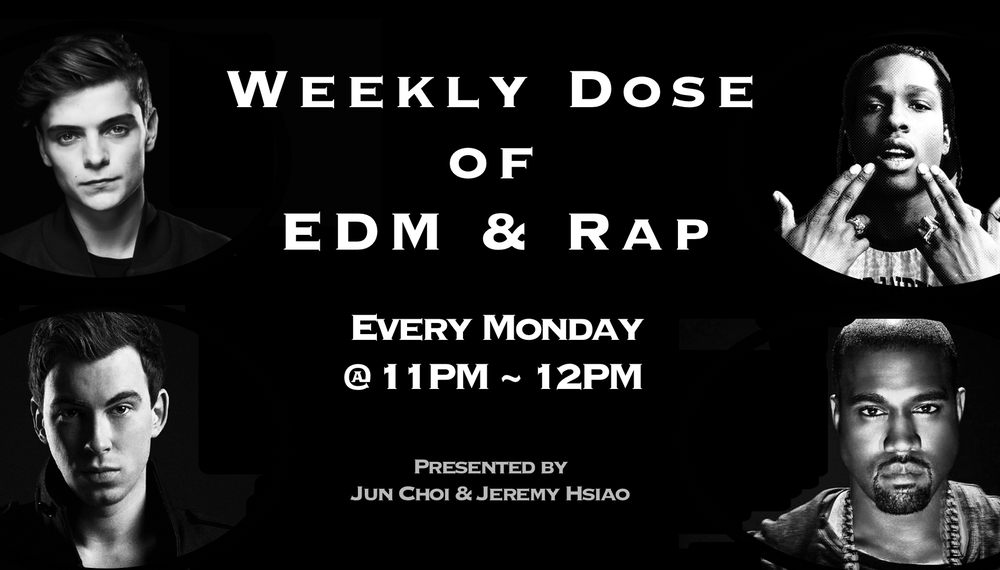 Weekly Dose
of
EDM & Rap
Every Monday
@ 11PM ~ 12PM
Presented by
Jun Choi & Jeremy Hsiao